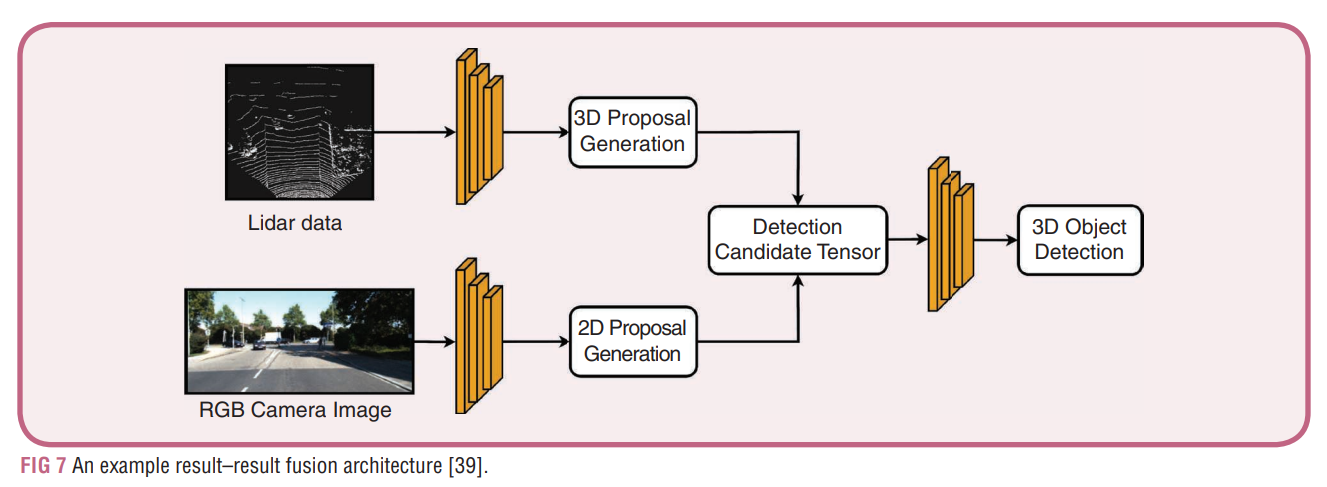 Lidar data
3D Proposal
Generation
RGB Camera Image
2D Proposal
Generation
Detection
Candidate Tensor
3D Object
Detection
FIG 7 An example result–result fusion architecture [39].